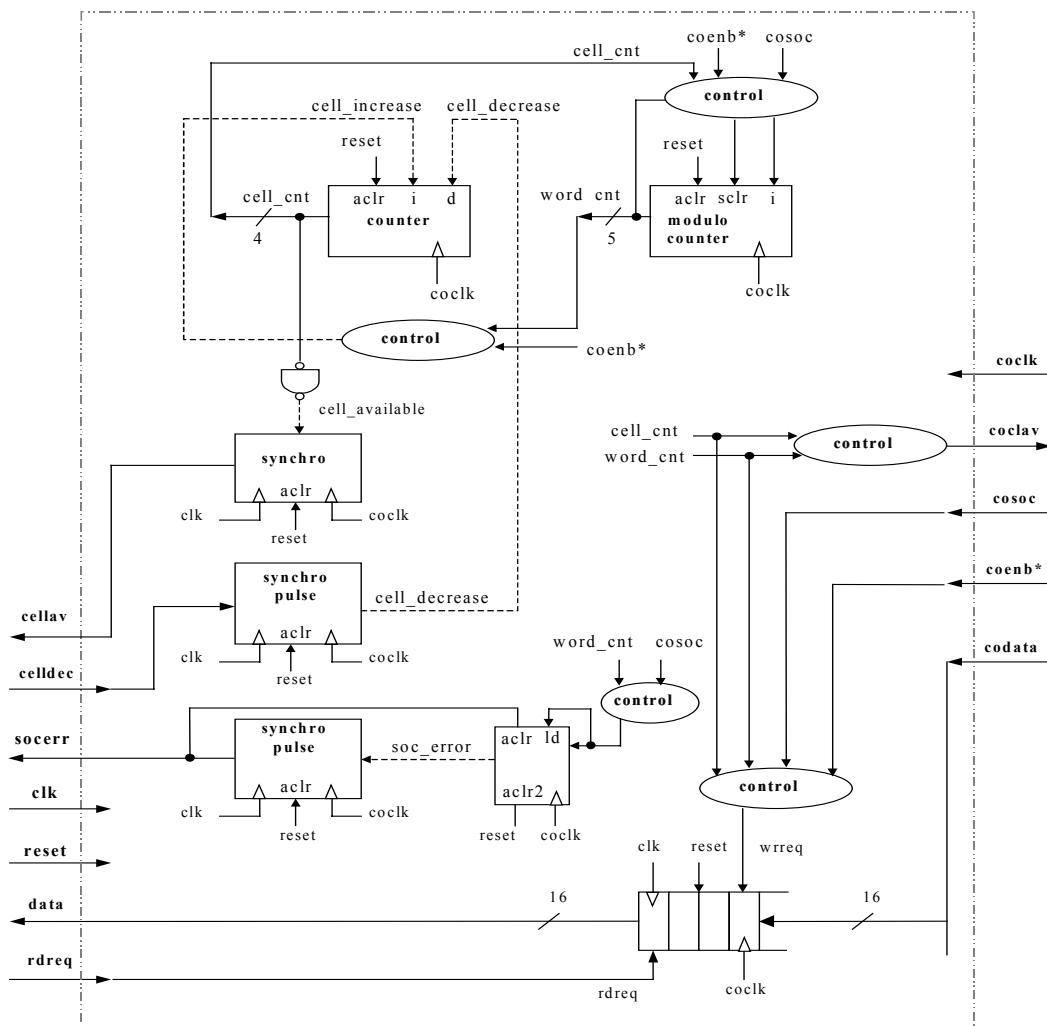 coenb* cosoc
cell_cnt
control
cell_increase cell_decrease
reset reset
cell_cnt word_cnt
aclr i d
counter
aclr sclr i
modulo
counter
4 5
coclk coclk
control
coenb*
coclk
cell_available
cell_cnt
word_cnt
control
coclav
synchro
aclr
clk coclk
reset
cosoc
synchro
pulse
cell_decrease
coenb*
aclr
clk coclk
reset
cellav
celldec
word_cnt cosoc
codata
control
synchro
pulse
aclr ld
soc_error
socerr
aclr
aclr2
clk coclk
reset
reset coclk
control
clk
reset
clk reset wrreq
data
16 16
rdreq
rdreq coclk